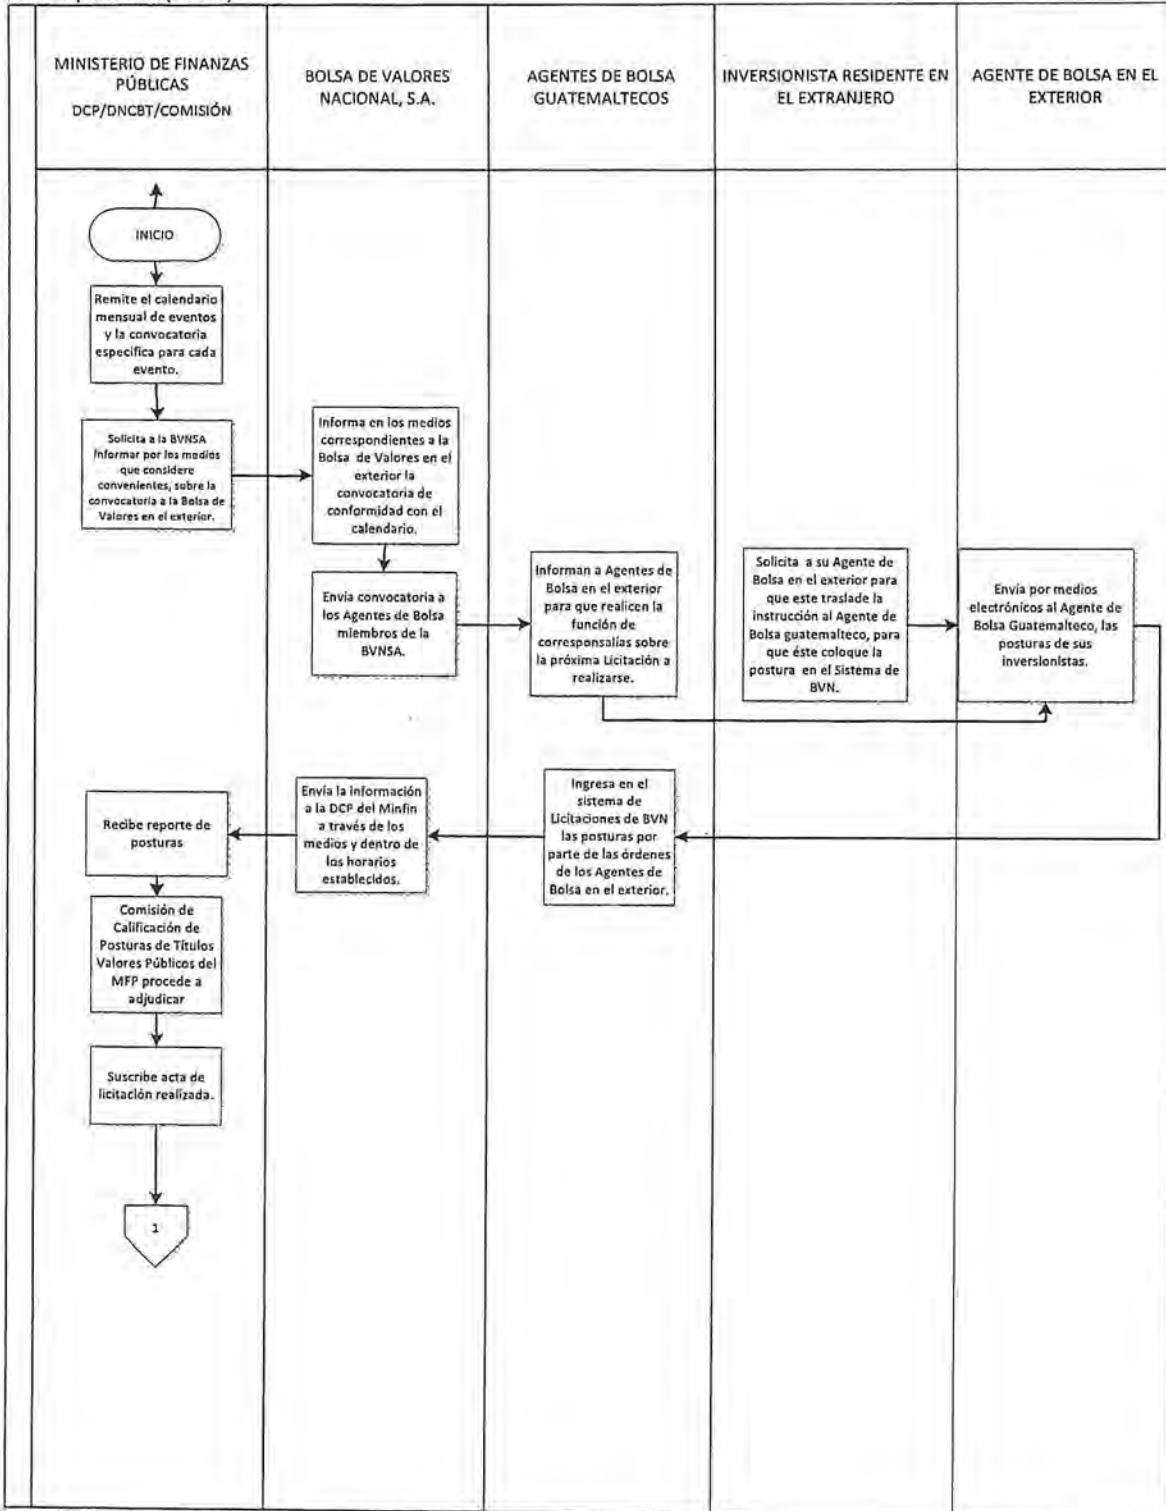 MINISTERIO DE FINANZAS
PÚBLICAS
DCP/DNCBT/COMISIÓN
BOLSA DE VALORES
NACIONAL, S.A.
AGENTES DE BOLSA
GUATEMALTECOS
INVERSIONISTA RESIDENTE EN
EL EXTRANJERO
AGENTE DE BOLSA EN EL
EXTERIOR
INICIO
Remite el calendario
mensual de eventos
y la convocatoria
especifica para cada
evento.
Solicita a la BVNSA
Informar por los medios
que considere
convenientes, sobre la
convocatoria a la Bolsa de
Valores en el exterior.
Informa en los medios
correspondientes a la
Bolsa de Valores en el
exterior la
convocatoria de
conformidad con el
calendario.
Envía convocatoria a
los Agentes de Bolsa
miembros de la
BVNSA.
Informan a Agentes de
Bolsa en el exterior
para que realicen la
función de
corresponsalías sobre
la próxima Licitación a
realizarse.
Solicita a su Agente de
Bolsa en el exterior para
que este traslade la
instrucción al Agente de
Bolsa guatemalteco, para
que éste coloque la
postura en el Sistema de
BVN.
Envía por medios
electrónicos al Agente de
Bolsa Guatemalteco, las
posturas de sus
inversionistas.
Ingresa en el
sistema de
Licitaciones de BVN
las posturas por
parte de las órdenes
de los Agentes de
Bolsa en el exterior.
Envía la información
a la DCP del Minfin
a través de los
medios y dentro de
los horarios
establecidos.
Recibe reporte de
posturas
Comisión de
Calificación de
Posturas de Títulos
Valores Públicos del
MFP procede a
adjudicar
Suscribe acta de
licitación realizada.
1